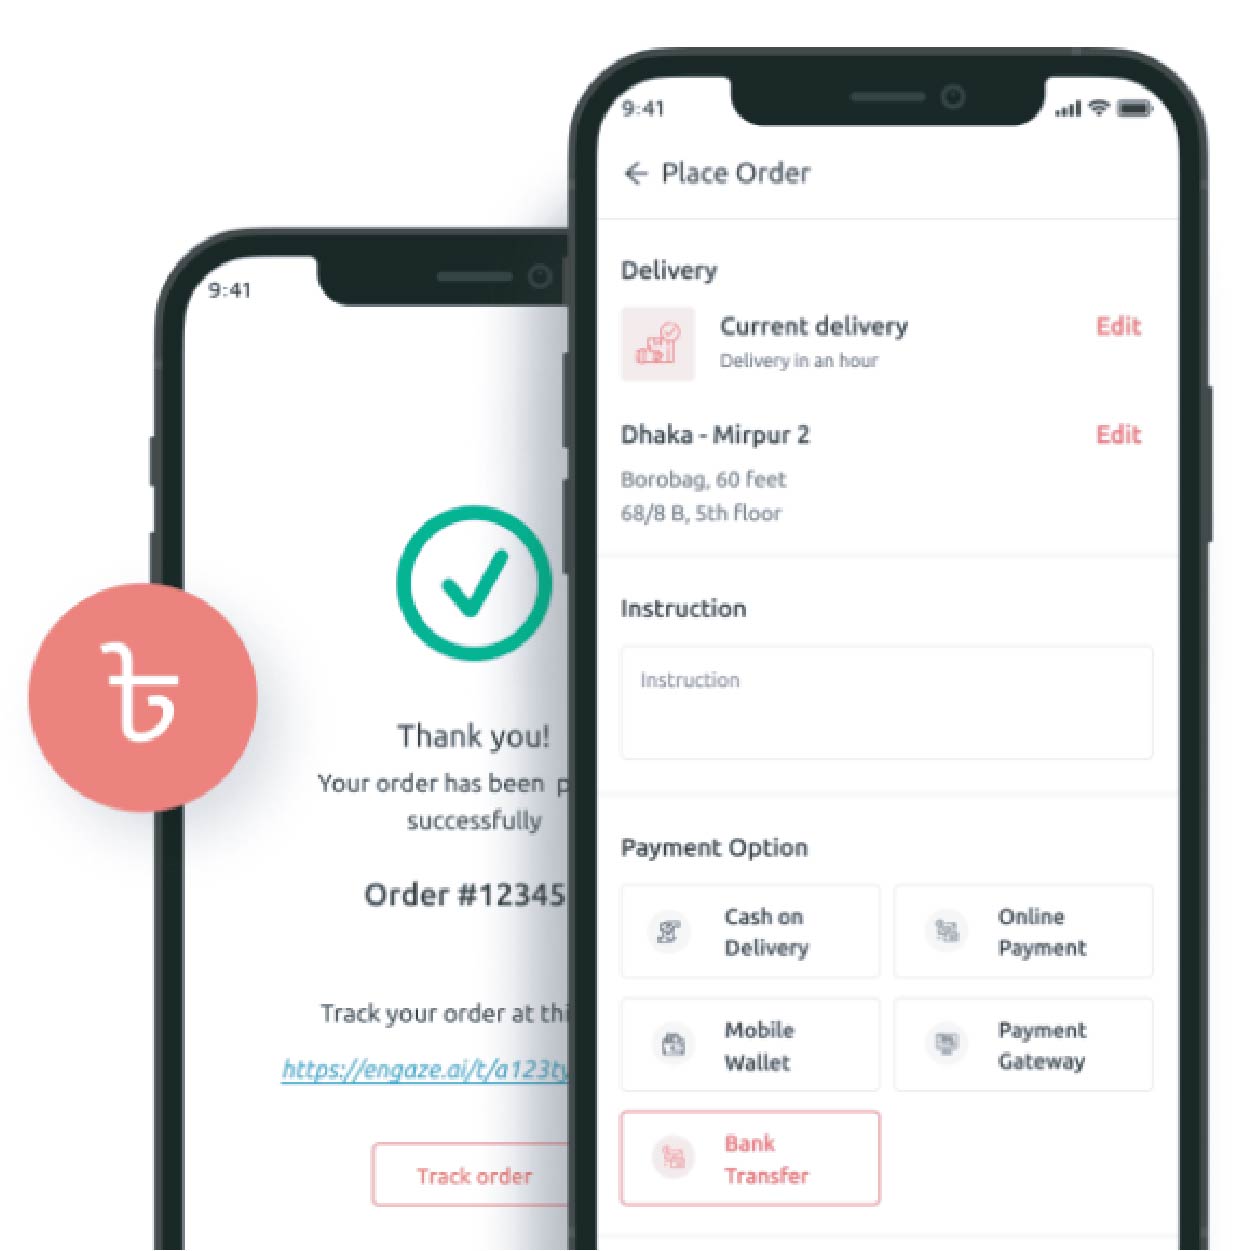 9:41
Place Order
Delivery
Current delivery
Edit
Delivery in an hour
Dhaka - Mirpur 2
Edit
Borobag, 60 feet
68/8 B, 5th floor
Instruction
Instruction
Payment Option
Cash on
Delivery
Online
Payment
Mobile
Wallet
Payment
Gateway
Bank
Transfer
9:41
৳
Thank you!
Your order has been p
successfully
Order #12345
Track your order at thi
https://engaze.ai/t/a123ty
Track order